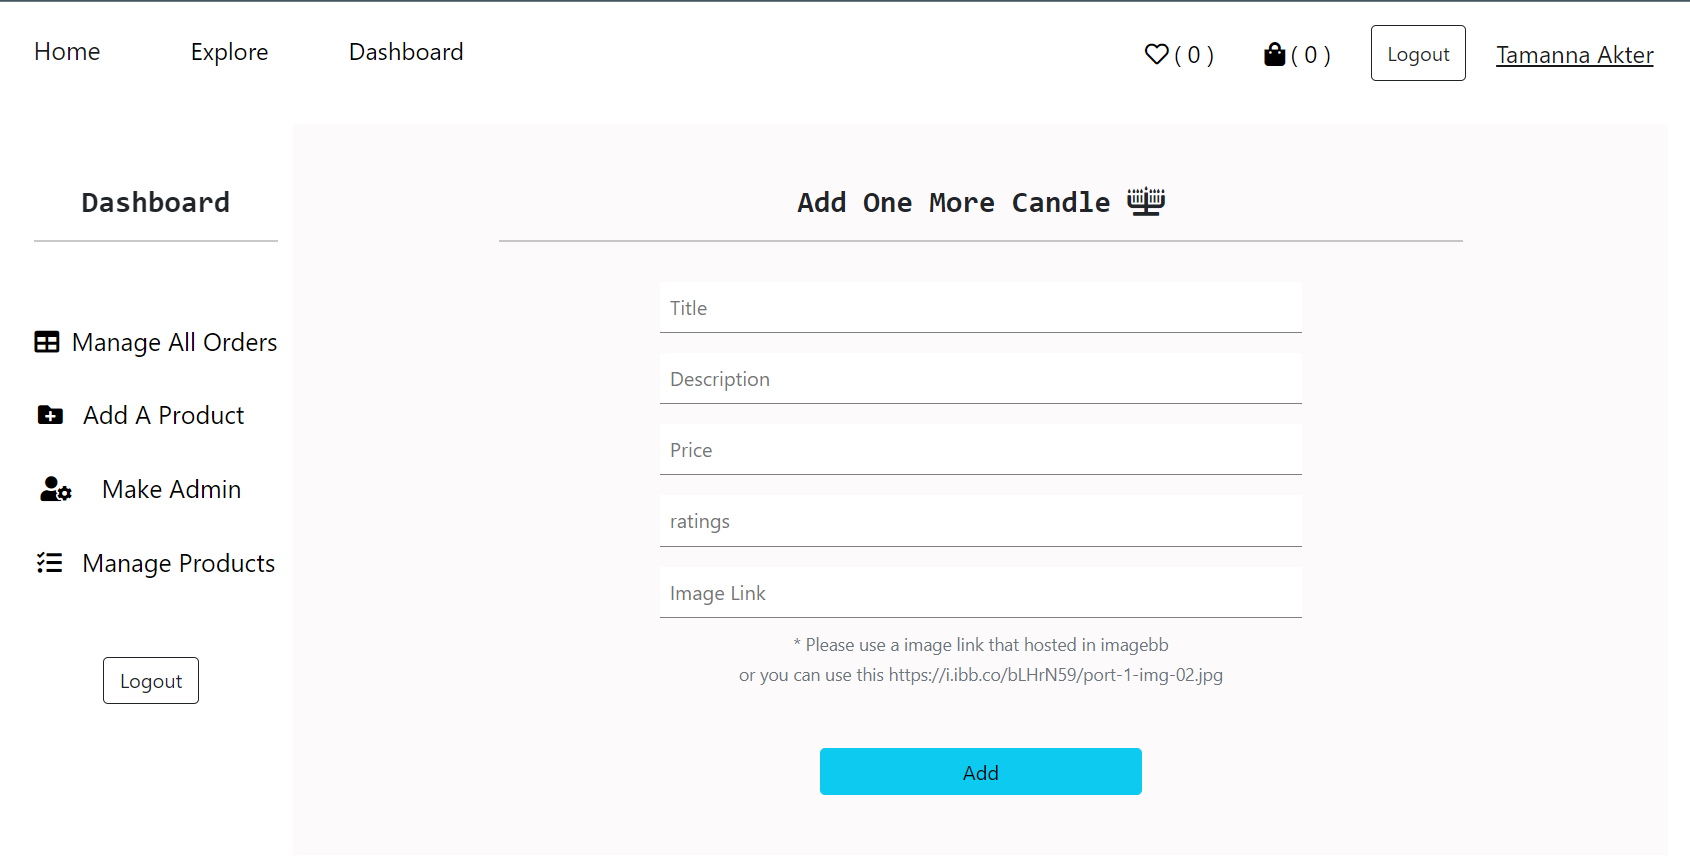 Home Explore Dashboard ( 0 ) ( 0 ) Logout Tamanna Akter
Dashboard
Manage All Orders
Add A Product
Make Admin
Manage Products
Logout
Add One More Candle
Title
Description
Price
ratings
Image Link
* Please use a image link that hosted in imagebb
or you can use this https://i.ibb.co/bLHrN59/port-1-img-02.jpg
Add